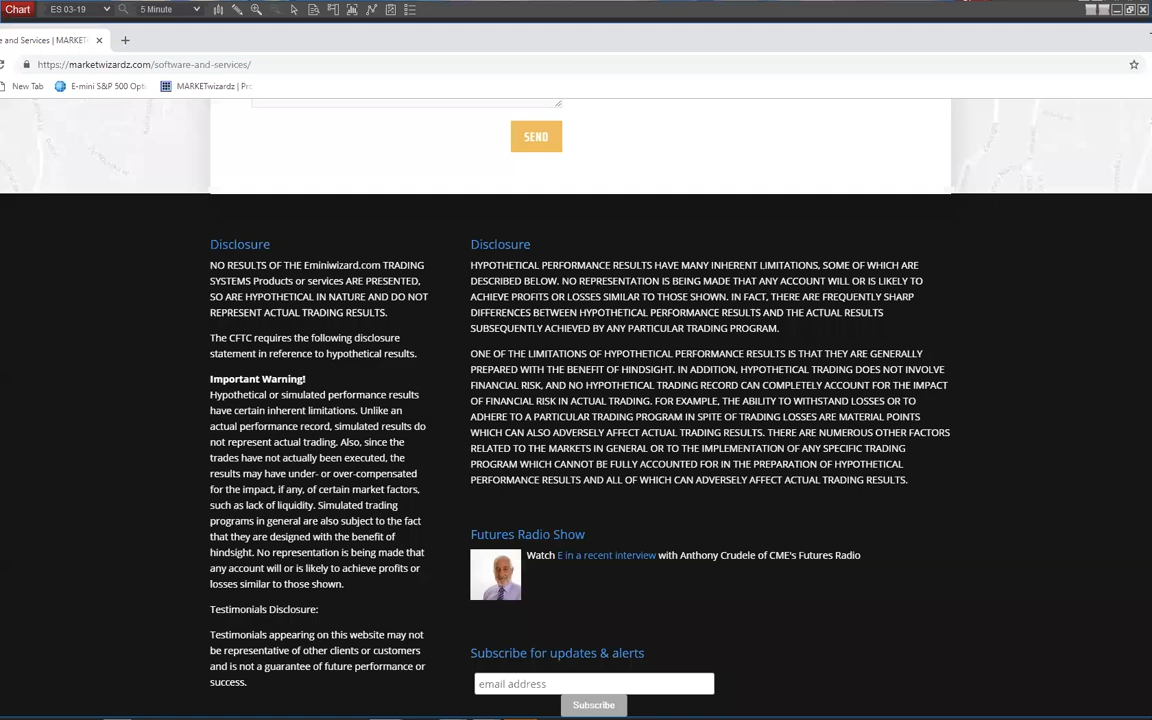 Chart ES 03-19 5 Minute
e and Services | MARKET
https://marketwizardz.com/software-and-services/
New Tab E-mini S&P 500 Opti MARKETwizardz | Pro
SEND
Disclosure
NO RESULTS OF THE Eminiwizard.com TRADING
SYSTEMS Products or services ARE PRESENTED,
SO ARE HYPOTHETICAL IN NATURE AND DO NOT
REPRESENT ACTUAL TRADING RESULTS.
The CFTC requires the following disclosure
statement in reference to hypothetical results.
Important Warning!
Hypothetical or simulated performance results
have certain inherent limitations. Unlike an
actual performance record, simulated results do
not represent actual trading. Also, since the
trades have not actually been executed, the
results may have under- or over-compensated
for the impact, if any, of certain market factors,
such as lack of liquidity. Simulated trading
programs in general are also subject to the fact
that they are designed with the benefit of
hindsight. No representation is being made that
any account will or is likely to achieve profits or
losses similar to those shown.
Testimonials Disclosure:
Testimonials appearing on this website may not
be representative of other clients or customers
and is not a guarantee of future performance or
success.
Disclosure
HYPOTHETICAL PERFORMANCE RESULTS HAVE MANY INHERENT LIMITATIONS, SOME OF WHICH ARE
DESCRIBED BELOW. NO REPRESENTATION IS BEING MADE THAT ANY ACCOUNT WILL OR IS LIKELY TO
ACHIEVE PROFITS OR LOSSES SIMILAR TO THOSE SHOWN. IN FACT, THERE ARE FREQUENTLY SHARP
DIFFERENCES BETWEEN HYPOTHETICAL PERFORMANCE RESULTS AND THE ACTUAL RESULTS
SUBSEQUENTLY ACHIEVED BY ANY PARTICULAR TRADING PROGRAM.
ONE OF THE LIMITATIONS OF HYPOTHETICAL PERFORMANCE RESULTS IS THAT THEY ARE GENERALLY
PREPARED WITH THE BENEFIT OF HINDSIGHT. IN ADDITION, HYPOTHETICAL TRADING DOES NOT INVOLVE
FINANCIAL RISK, AND NO HYPOTHETICAL TRADING RECORD CAN COMPLETELY ACCOUNT FOR THE IMPACT
OF FINANCIAL RISK IN ACTUAL TRADING. FOR EXAMPLE, THE ABILITY TO WITHSTAND LOSSES OR TO
ADHERE TO A PARTICULAR TRADING PROGRAM IN SPITE OF TRADING LOSSES ARE MATERIAL POINTS
WHICH CAN ALSO ADVERSELY AFFECT ACTUAL TRADING RESULTS. THERE ARE NUMEROUS OTHER FACTORS
RELATED TO THE MARKETS IN GENERAL OR TO THE IMPLEMENTATION OF ANY SPECIFIC TRADING
PROGRAM WHICH CANNOT BE FULLY ACCOUNTED FOR IN THE PREPARATION OF HYPOTHETICAL
PERFORMANCE RESULTS AND ALL OF WHICH CAN ADVERSELY AFFECT ACTUAL TRADING RESULTS.
Futures Radio Show
Watch E in a recent interview with Anthony Crudele of CME's Futures Radio
Subscribe for updates & alerts
email address
Subscribe